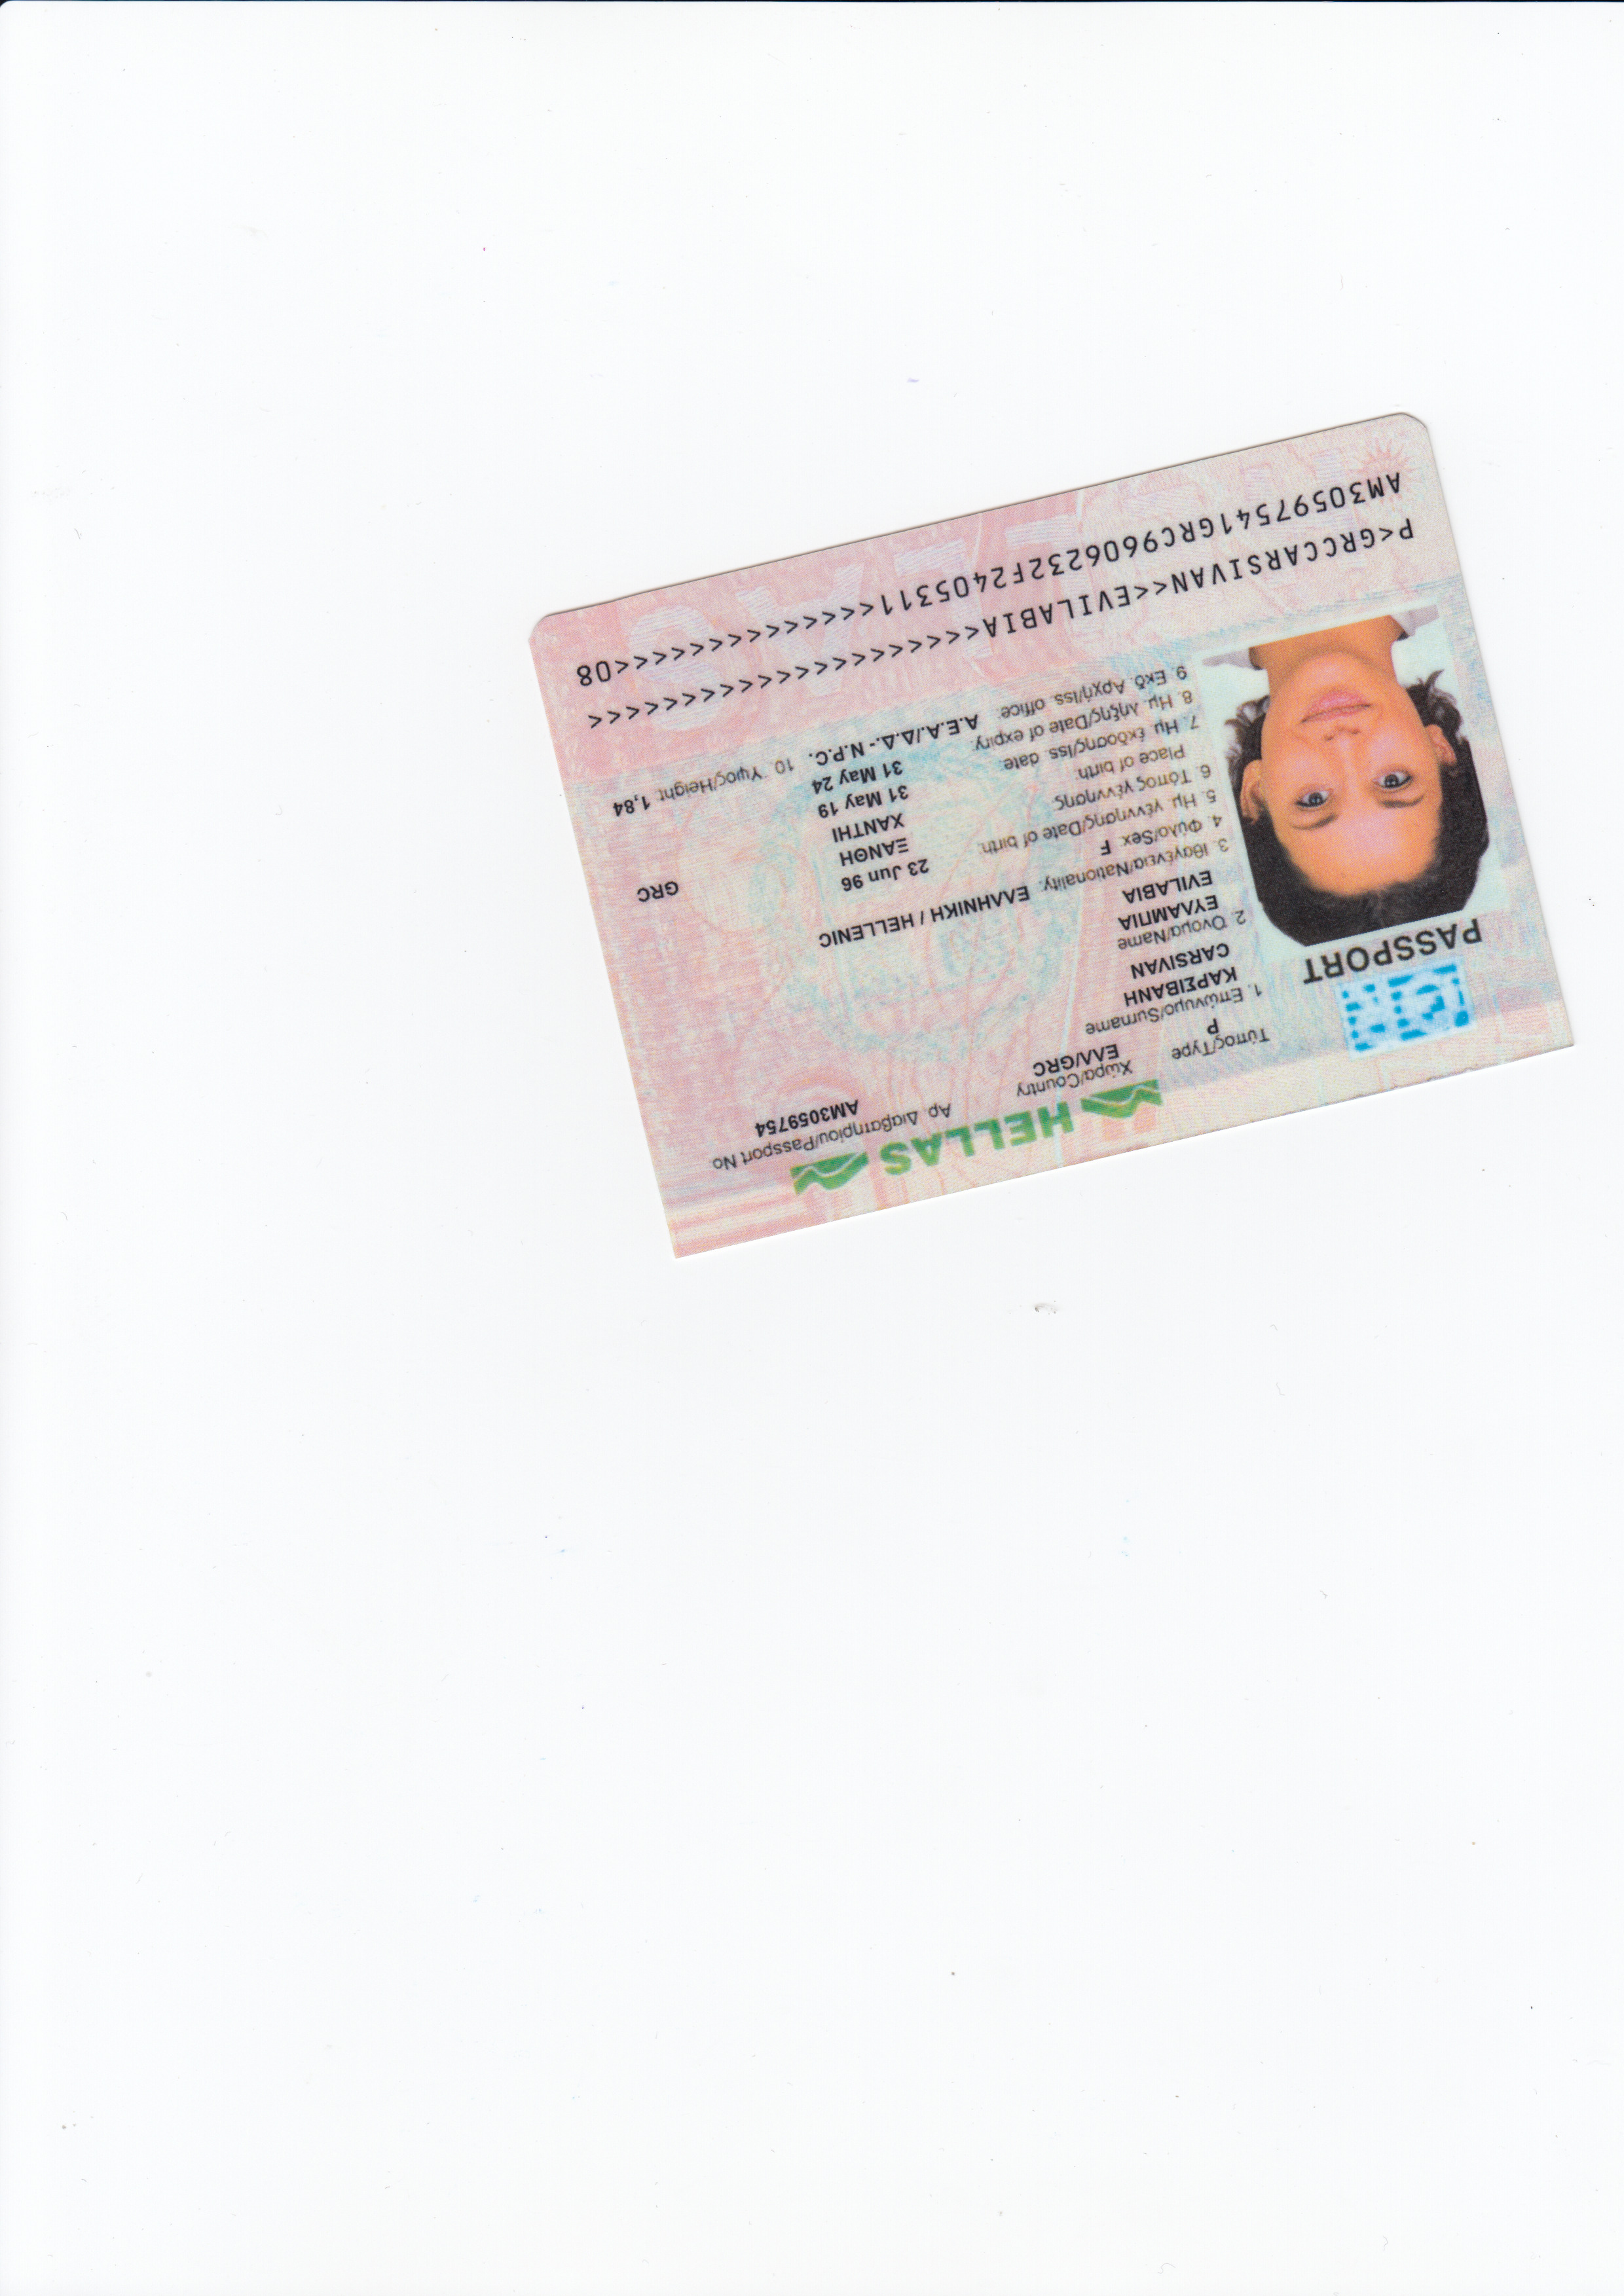 HELLAS
Τύπος/Type Χώρα/Country Αρ. Διαβατηρίου/Passport No
P ΕΛΛ/GRC AM3059754
1. Επώνυμο/Surname
ΚΑΡΣΙΒΑΝΗ
CARSIVAN
PASSPORT
2. Όνομα/Name
ΕΥΛΑΜΠΙΑ
EVILABIA
3. Ιθαγένεια/Nationality. ΕΛΛΗΝΙΚΗ / HELLENIC
4. Φύλο/Sex F
5. Ημ. γέννησης/Date of birth. 23 Jun 96 GRC
6. Τόπος γέννησης. ΞΑΝΘΗ
Place of birth. XANTHI
7. Ημ. έκδοσης/Iss. date. 31 May 19
8. Ημ. λήξης/Date of expiry. 31 May 24
9. Εκδ. Αρχή/Iss. office. Α.Ε.Α./Δ.Δ.- N.P.C. 10. Ύψος/Height. 1,84
P<GRCCARSIVAN<<EVILABIA<<<<<<<<<<<<<<<<<<<<<
AM30597541GRC9606232F2405311<<<<<<<<<<<<<<08